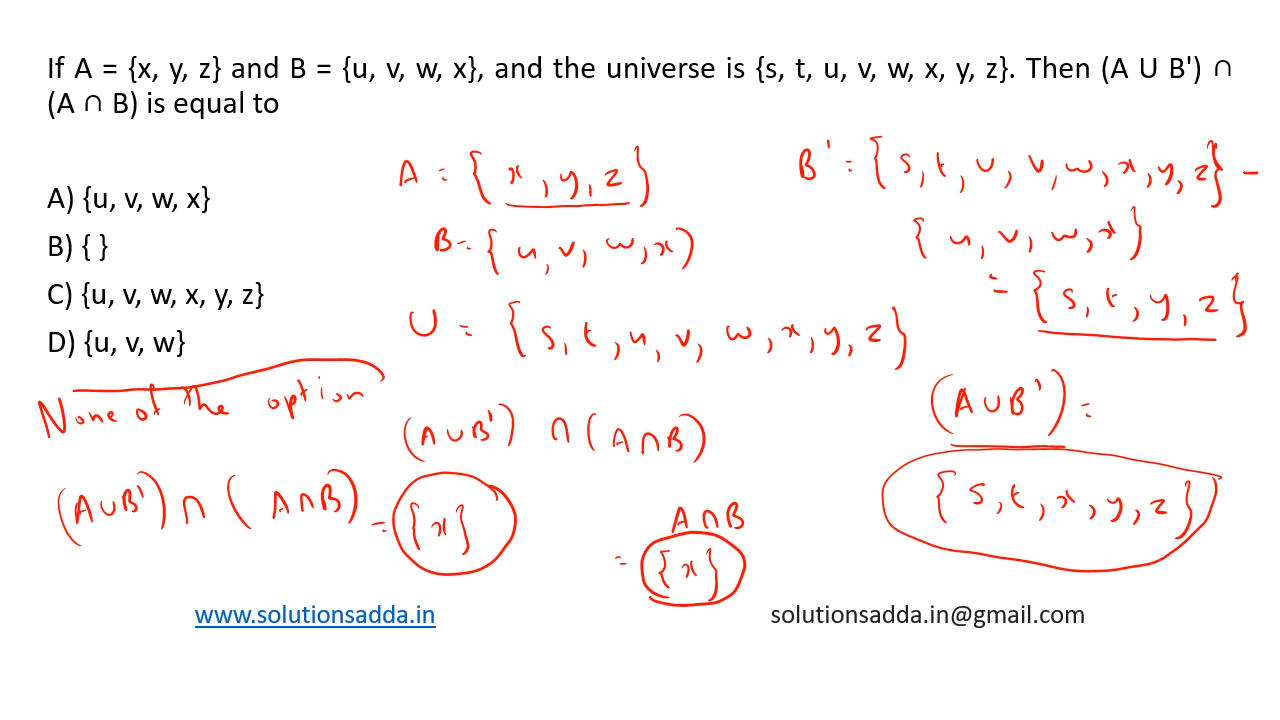 If A = {x, y, z} and B = {u, v, w, x}, and the universe is {s, t, u, v, w, x, y, z}. Then (A U B') ∩
(A ∩ B) is equal to
A) {u, v, w, x}
B) { }
C) {u, v, w, x, y, z}
D) {u, v, w}
None of the option
A = { x, y, z }
B = { u, v, w, x )
U = { s, t, u, v, w, x, y, z }
B' = { s, t, u, v, w, x, y, z } -
{ u, v, w, x }
= { s, t, y, z }
(A ∪ B') ∩ (A ∩ B)
(A ∪ B') =
{ s, t, x, y, z }
(A ∪ B') ∩ ( A ∩ B) = { x }
A ∩ B
= { x }
www.solutionsadda.in
solutionsadda.in@gmail.com